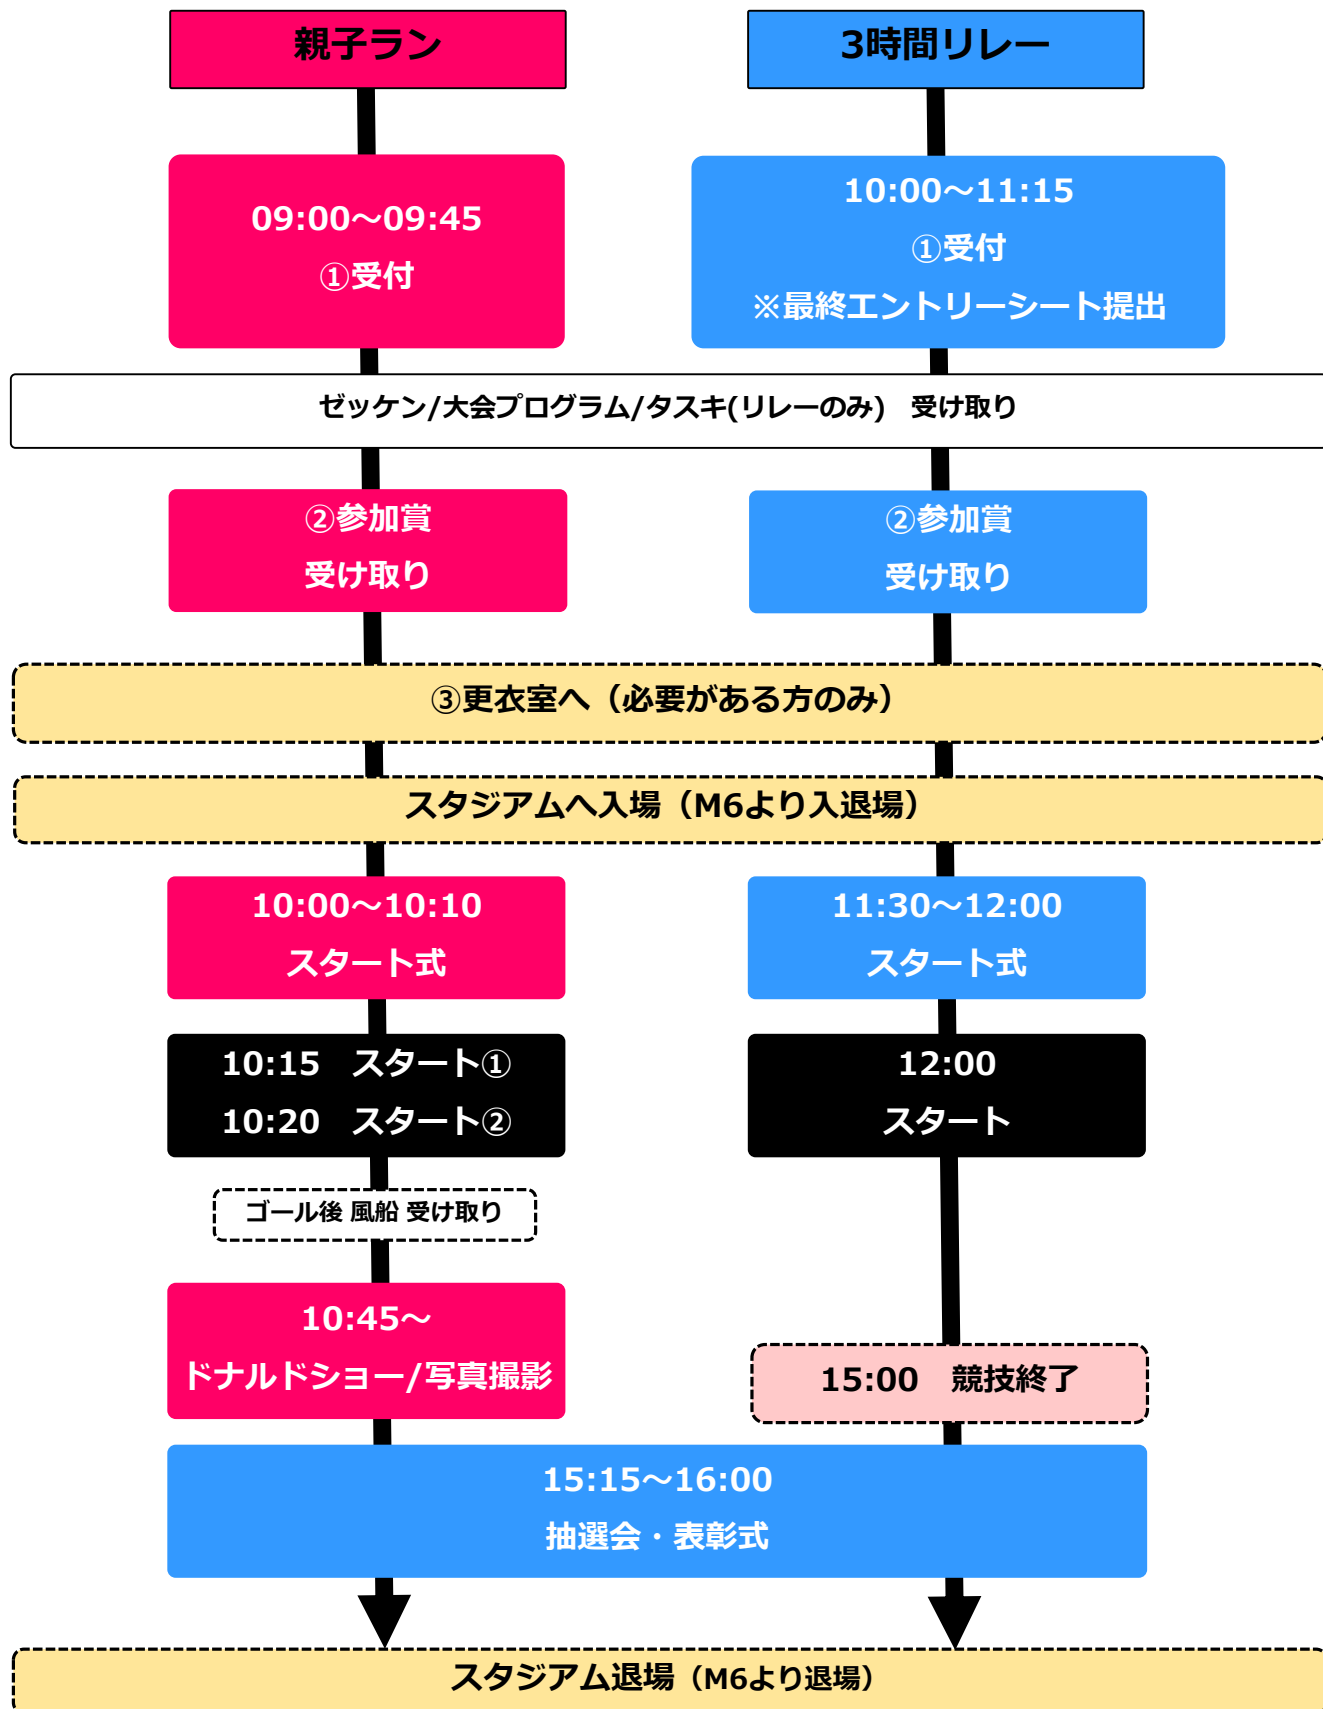 親子ラン
3時間リレー
09:00～09:45
①受付
10:00～11:15
①受付
※最終エントリーシート提出
ゼッケン/大会プログラム/タスキ(リレーのみ)　受け取り
②参加賞
受け取り
②参加賞
受け取り
③更衣室へ（必要がある方のみ）
スタジアムへ入場（M6より入退場）
10:00～10:10
スタート式
11:30～12:00
スタート式
10:15　スタート①
10:20　スタート②
12:00
スタート
ゴール後 風船 受け取り
10:45～
ドナルドショー/写真撮影
15:00　競技終了
15:15～16:00
抽選会・表彰式
スタジアム退場（M6より退場）